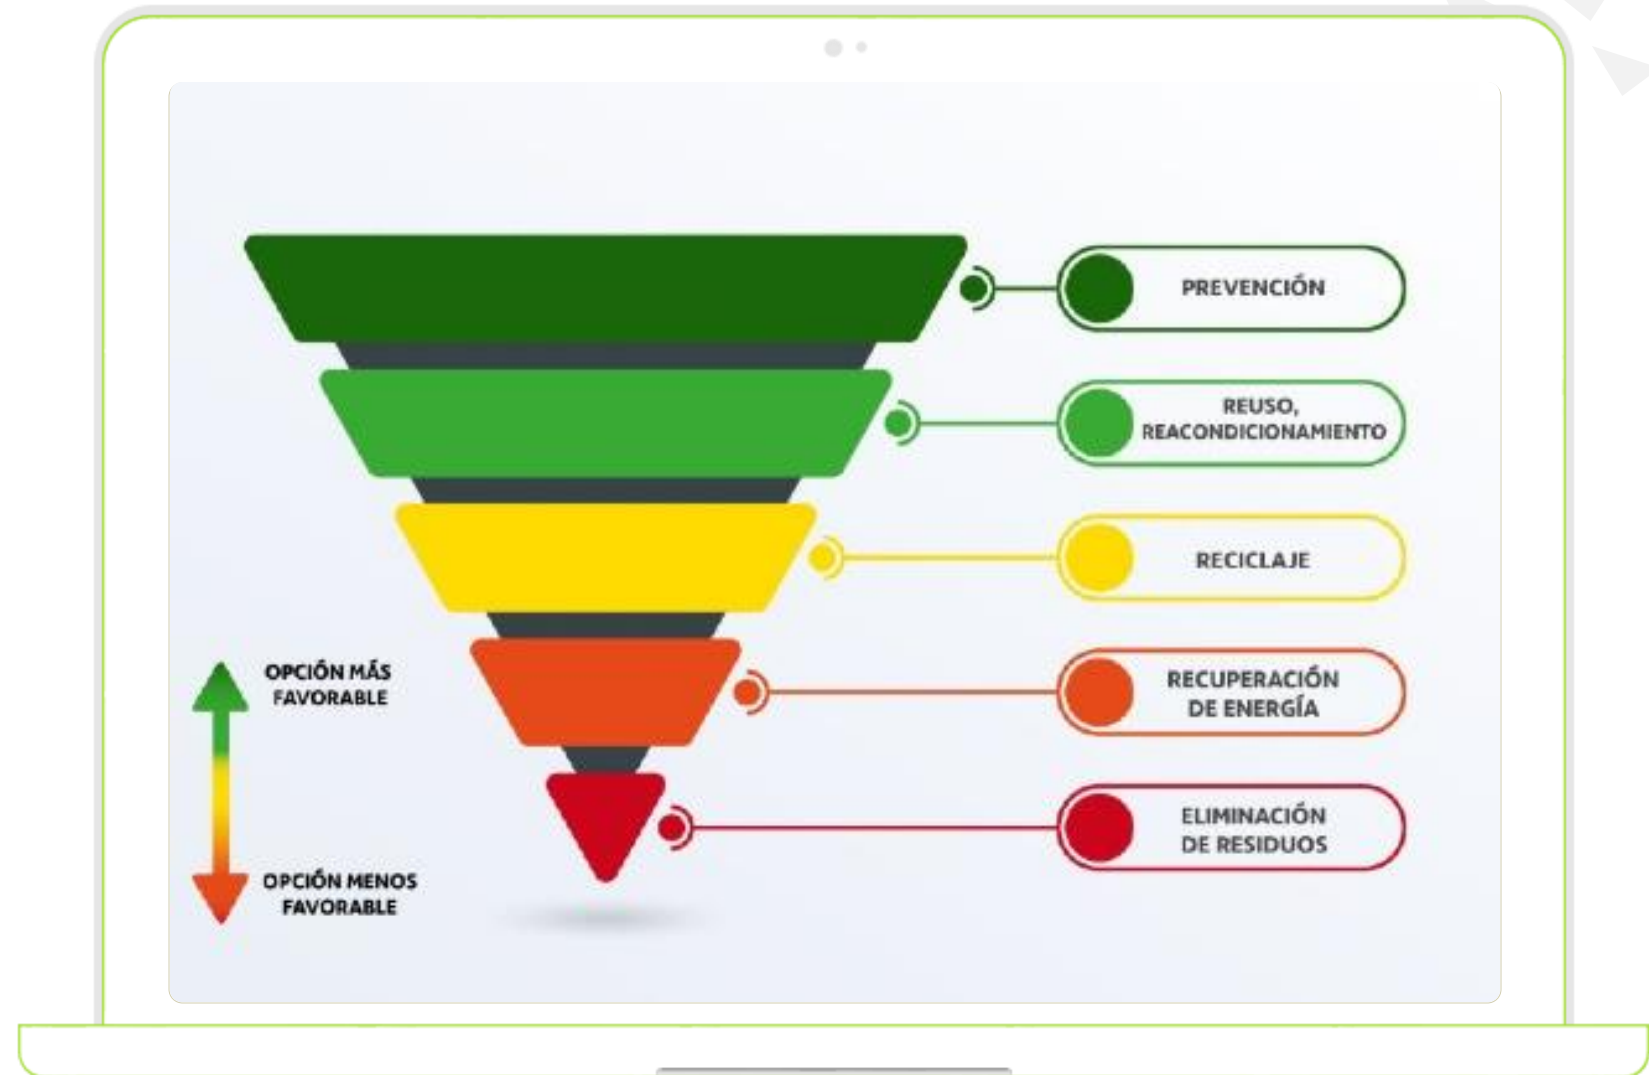 PREVENCIÓN
REUSO,
REACONDICIONAMIENTO
RECICLAJE
RECUPERACIÓN
DE ENERGÍA
ELIMINACIÓN
DE RESIDUOS
OPCIÓN MÁS
FAVORABLE
OPCIÓN MENOS
FAVORABLE